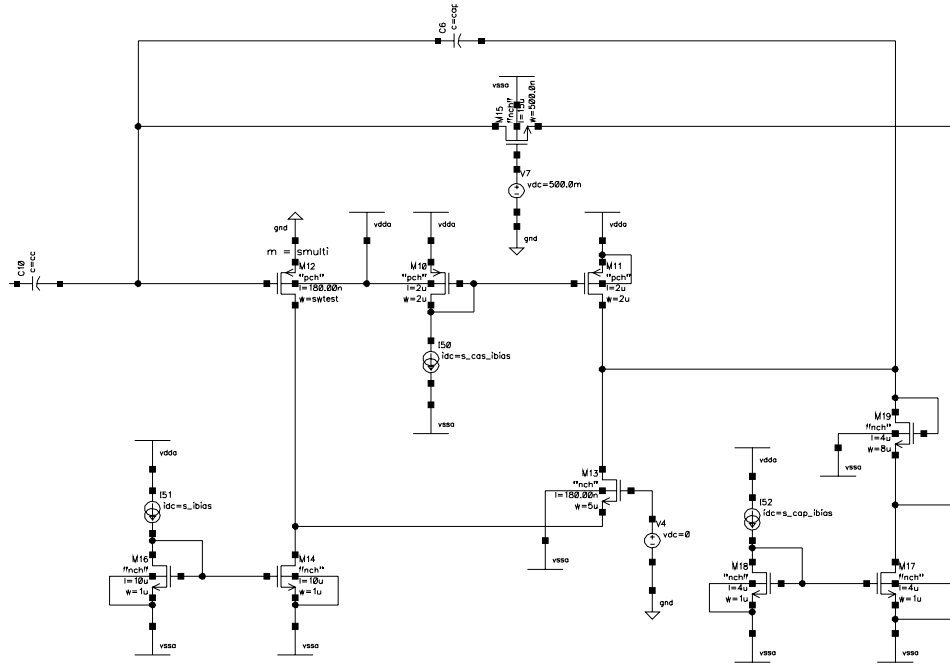 C6
c=cap
vssa
M15
"nch"
l=15u
w=500.0n
V7
vdc=500.0m
gnd
gnd
m = smulti
vdda
vdda
vdda
C10
c=cc
M12
"pch"
l=180.00n
w=swtest
M10
"pch"
l=2u
w=2u
M11
"pch"
l=2u
w=2u
I50
idc=s_cas_ibias
vssa
M19
"nch"
l=4u
w=8u
vssa
vdda
I51
idc=s_ibias
M13
"nch"
l=180.00n
w=5u
V4
vdc=0
vssa
gnd
vdda
I52
idc=s_cap_ibias
M16
"nch"
l=10u
w=1u
vssa
M14
"nch"
l=10u
w=1u
vssa
M18
"nch"
l=4u
w=1u
vssa
M17
"nch"
l=4u
w=1u
vssa